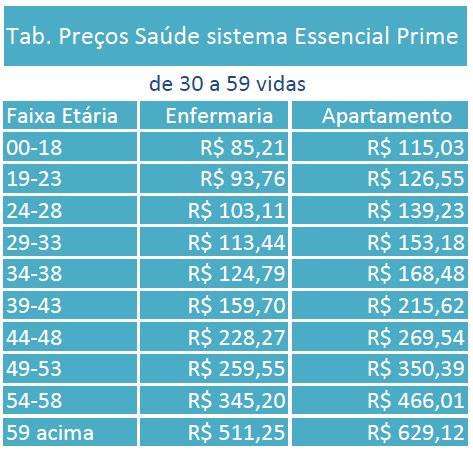 Tab. Preços Saúde sistema Essencial Prime
de 30 a 59 vidas
Faixa Etária Enfermaria Apartamento
00-18 R$ 85,21 R$ 115,03
19-23 R$ 93,76 R$ 126,55
24-28 R$ 103,11 R$ 139,23
29-33 R$ 113,44 R$ 153,18
34-38 R$ 124,79 R$ 168,48
39-43 R$ 159,70 R$ 215,62
44-48 R$ 228,27 R$ 269,54
49-53 R$ 259,55 R$ 350,39
54-58 R$ 345,20 R$ 466,01
59 acima R$ 511,25 R$ 629,12